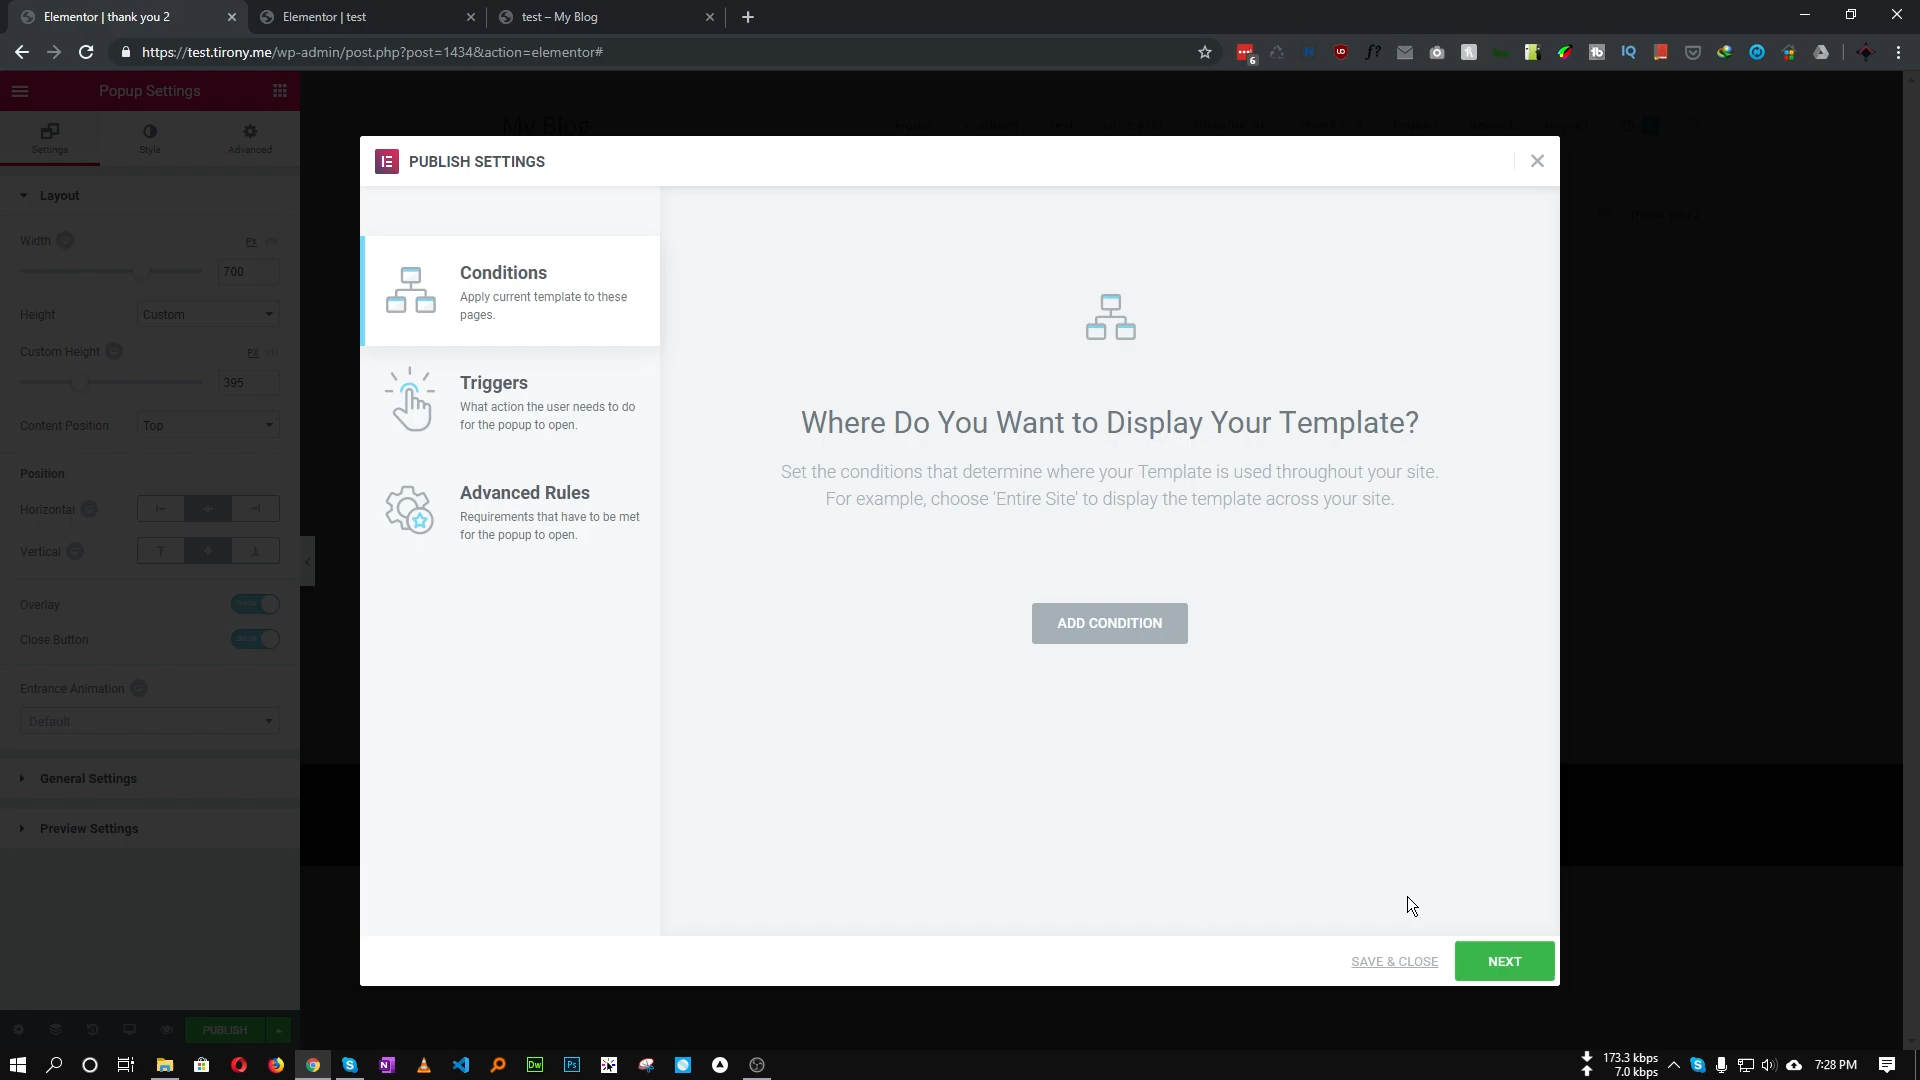 Elementor | thank you 2
Elementor | test
test – My Blog
https://test.tirony.me/wp-admin/post.php?post=1434&action=elementor#
6
Popup Settings
My Blog
Settings
Style
Advanced
PUBLISH SETTINGS
Layout
Width
PX
700
Height
Custom
Custom Height
PX
395
Content Position
Top
Position
Horizontal
Vertical
Overlay
Close Button
Entrance Animation
Default
General Settings
Preview Settings
PUBLISH
Conditions
Apply current template to these
pages.
Triggers
What action the user needs to do
for the popup to open.
Advanced Rules
Requirements that have to be met
for the popup to open.
Where Do You Want to Display Your Template?
Set the conditions that determine where your Template is used throughout your site.
For example, choose 'Entire Site' to display the template across your site.
ADD CONDITION
SAVE & CLOSE
NEXT
173.3 kbps
7.0 kbps
7:28 PM